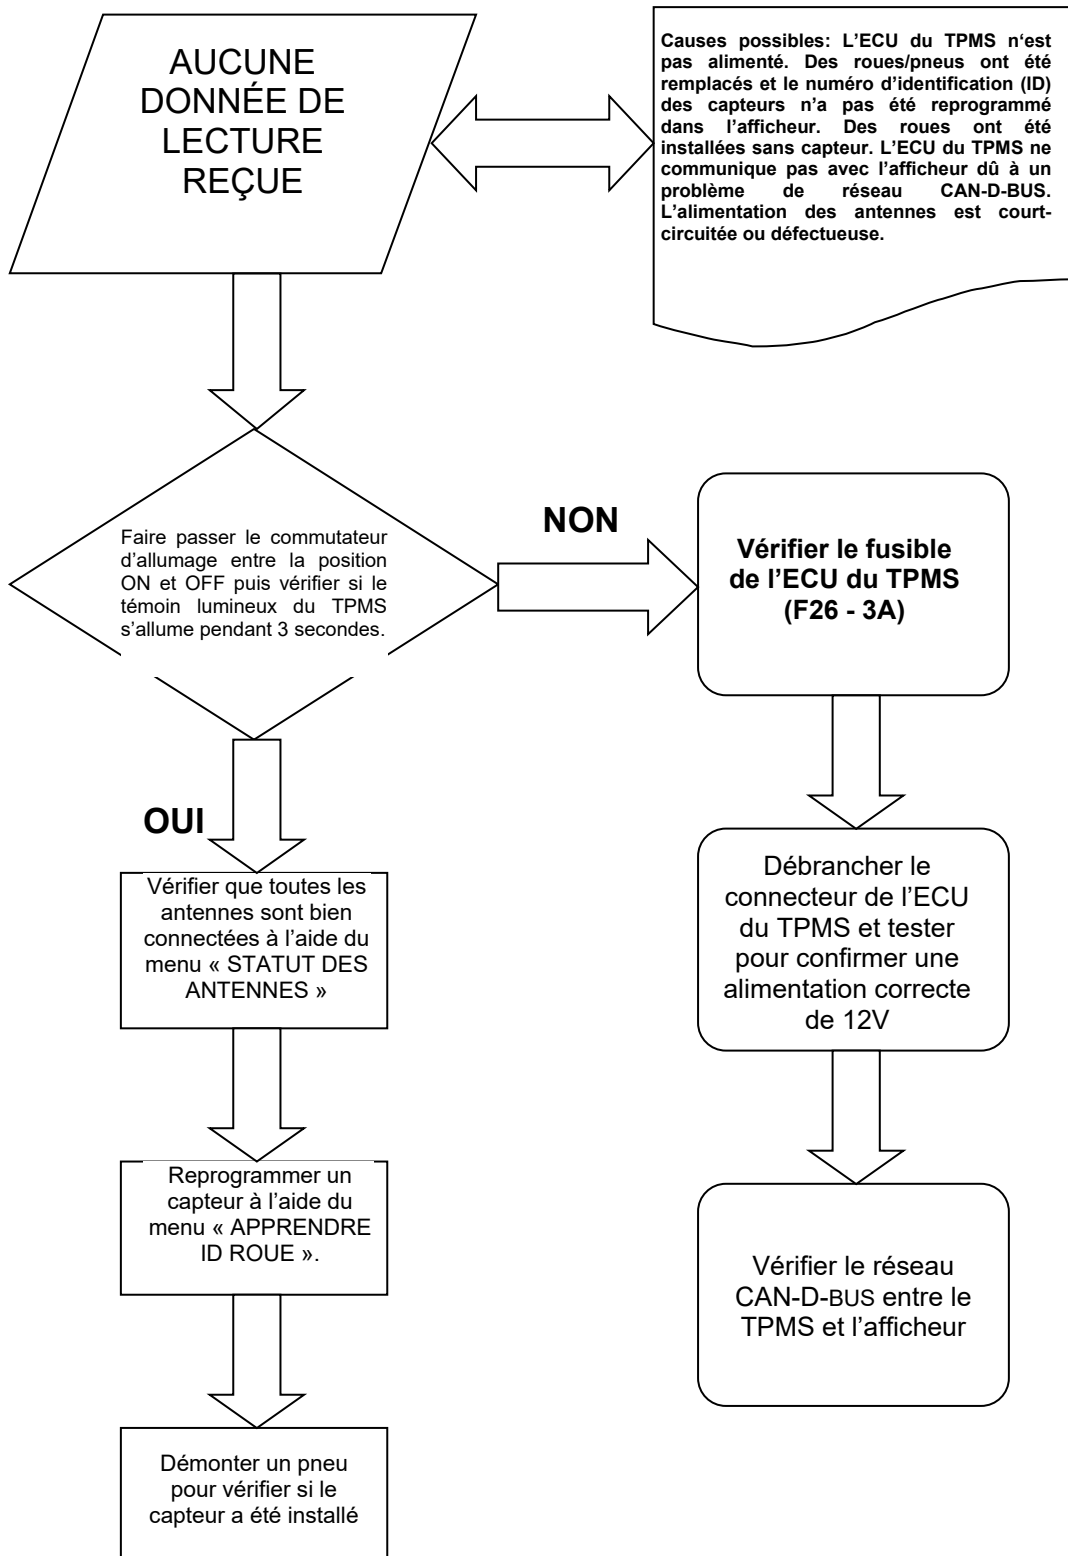 AUCUNE
DONNÉE DE
LECTURE
REÇUE
Causes possibles: L’ECU du TPMS n‘est
pas alimenté. Des roues/pneus ont été
remplacés et le numéro d’identification (ID)
des capteurs n’a pas été reprogrammé
dans l’afficheur. Des roues ont été
installées sans capteur. L’ECU du TPMS ne
communique pas avec l’afficheur dû à un
problème de réseau CAN-D-BUS.
L’alimentation des antennes est court-
circuitée ou défectueuse.
Faire passer le commutateur
d’allumage entre la position
ON et OFF puis vérifier si le
témoin lumineux du TPMS
s’allume pendant 3 secondes.
NON
Vérifier le fusible
de l’ECU du TPMS
(F26 - 3A)
OUI
Vérifier que toutes les
antennes sont bien
connectées à l’aide du
menu « STATUT DES
ANTENNES »
Débrancher le
connecteur de l’ECU
du TPMS et tester
pour confirmer une
alimentation correcte
de 12V
Reprogrammer un
capteur à l’aide du
menu « APPRENDRE
ID ROUE ».
Vérifier le réseau
CAN-D-BUS entre le
TPMS et l’afficheur
Démonter un pneu
pour vérifier si le
capteur a été installé